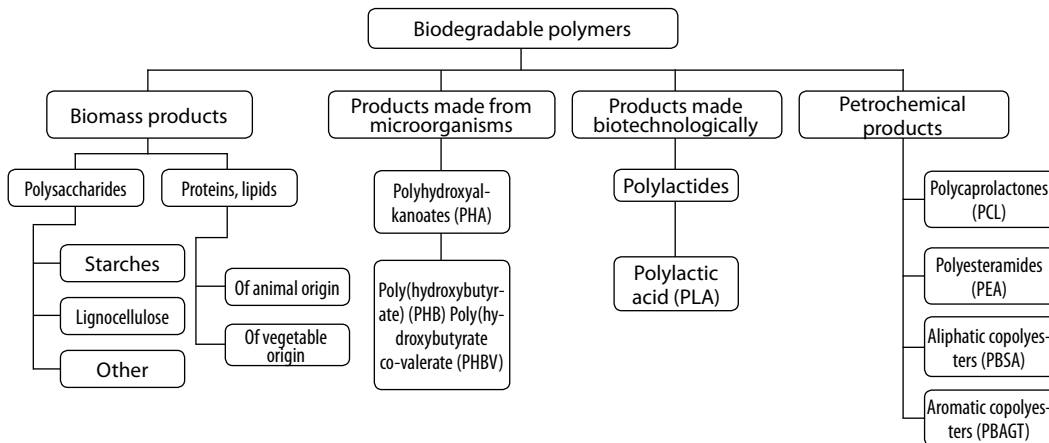 Biodegradable polymers
Biomass products
Products made from
microorganisms
Products made
biotechnologically
Petrochemical
products
Polysaccharides
Proteins, lipids
Starches
Lignocellulose
Other
Of animal origin
Of vegetable
origin
Polyhydroxyal-
kanoates (PHA)
Poly(hydroxybutyr-
ate) (PHB) Poly(hy-
droxybutyrate
co-valerate (PHBV)
Polylactides
Polylactic
acid (PLA)
Polycaprolactones
(PCL)
Polyesteramides
(PEA)
Aliphatic copolyes-
ters (PBSA)
Aromatic copolyes-
ters (PBAGT)